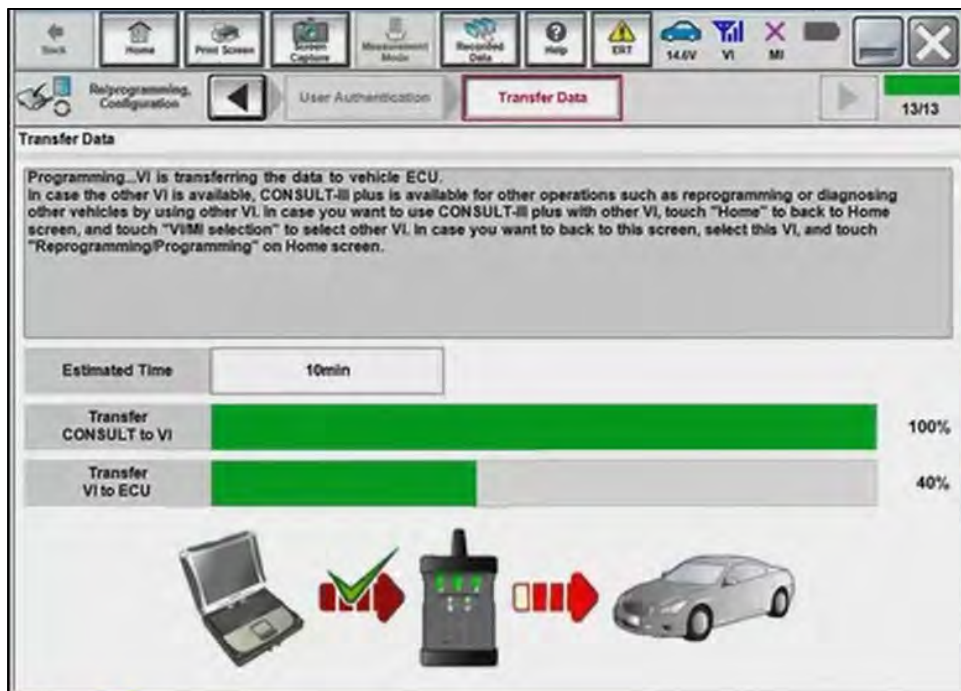 Back
Home
Print Screen
Screen Capture
Measurement Mode
Recorded Data
Help
ERT
14.6V
VI
MI
Re/programming, Configuration
User Authentication
Transfer Data
13/13
Transfer Data
Programming...VI is transferring the data to vehicle ECU.
In case the other VI is available, CONSULT-III plus is available for other operations such as reprogramming or diagnosing
other vehicles by using other VI. In case you want to use CONSULT-III plus with other VI, touch "Home" to back to Home
screen, and touch "VI/MI selection" to select other VI. In case you want to back to this screen, select this VI, and touch
"Reprogramming/Programming" on Home screen.
Estimated Time
10min
Transfer
CONSULT to VI
100%
Transfer
VI to ECU
40%